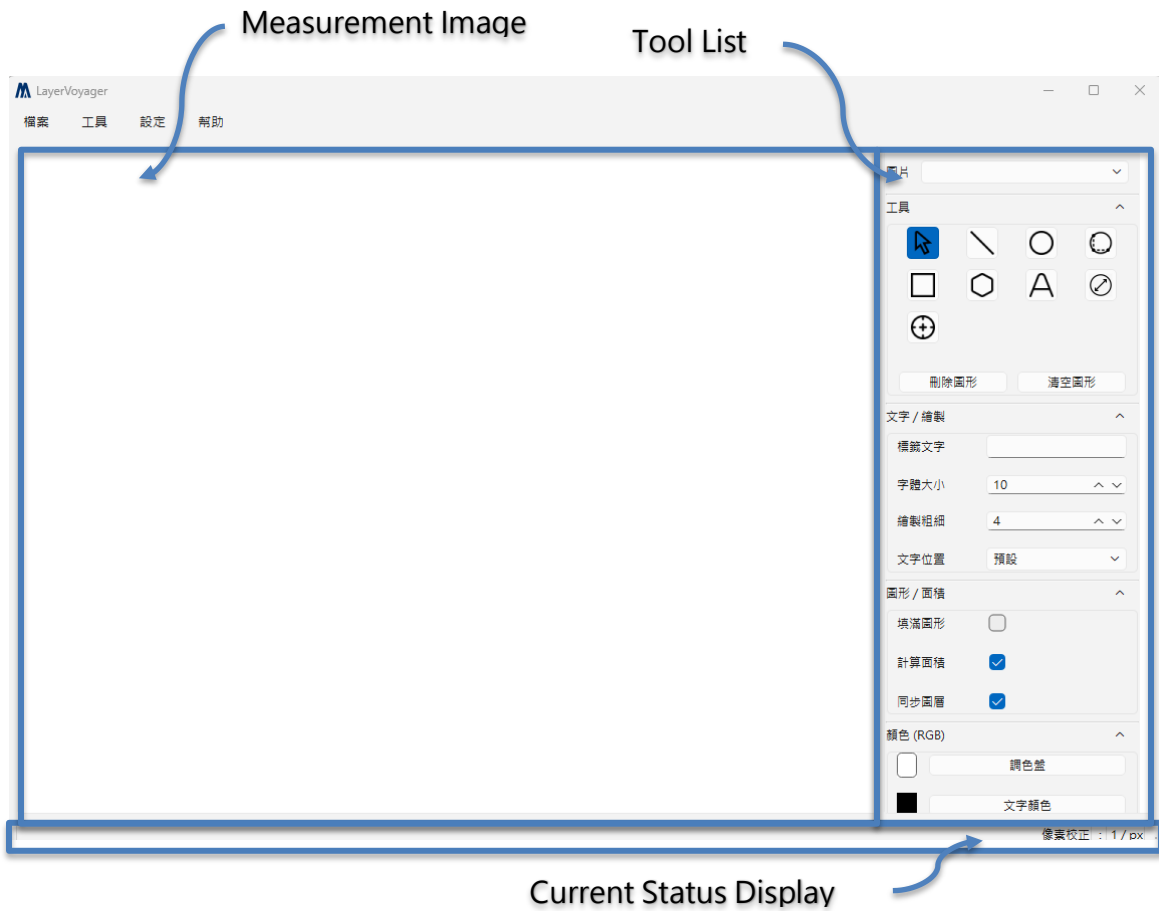 Measurement Image
Tool List
LayerVoyager
檔案 工具 設定 幫助
圖片
工具
刪除圖形 清空圖形
文字 / 繪製
標籤文字
字體大小 10
繪製粗細 4
文字位置 預設
圖形 / 面積
填滿圖形
計算面積
同步圖層
顏色 (RGB)
調色盤
文字顏色
像素校正 : 1 / px
Current Status Display